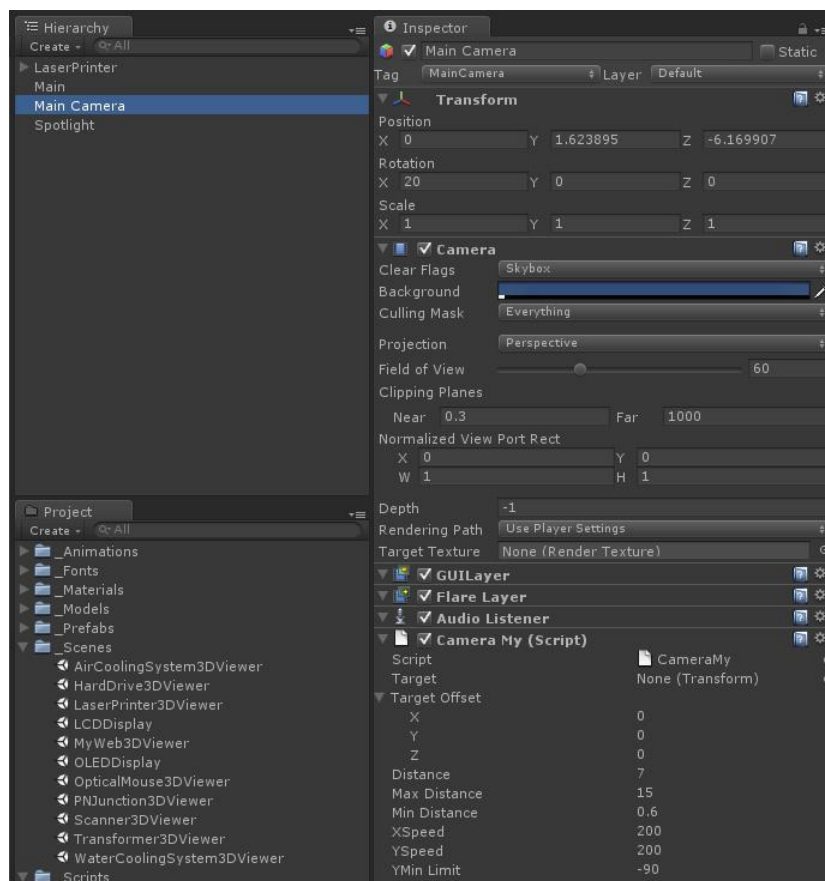 Hierarchy
Create All
LaserPrinter
Main
Main Camera
Spotlight
Project
Create All
_Animations
_Fonts
_Materials
_Models
_Prefabs
_Scenes
AirCoolingSystem3DViewer
HardDrive3DViewer
LaserPrinter3DViewer
LCDDisplay
MyWeb3DViewer
OLEDDisplay
OpticalMouse3DViewer
PNJunction3DViewer
Scanner3DViewer
Transformer3DViewer
WaterCoolingSystem3DViewer
_Scripts
Inspector
Main Camera Static
Tag MainCamera Layer Default
Transform
Position
X 0 Y 1.623895 Z -6.169907
Rotation
X 20 Y 0 Z 0
Scale
X 1 Y 1 Z 1
Camera
Clear Flags Skybox
Background
Culling Mask Everything
Projection Perspective
Field of View 60
Clipping Planes
Near 0.3 Far 1000
Normalized View Port Rect
X 0 Y 0
W 1 H 1
Depth -1
Rendering Path Use Player Settings
Target Texture None (Render Texture)
GUILayer
Flare Layer
Audio Listener
Camera My (Script)
Script CameraMy
Target None (Transform)
Target Offset
X 0
Y 0
Z 0
Distance 7
Max Distance 15
Min Distance 0.6
XSpeed 200
YSpeed 200
YMin Limit -90